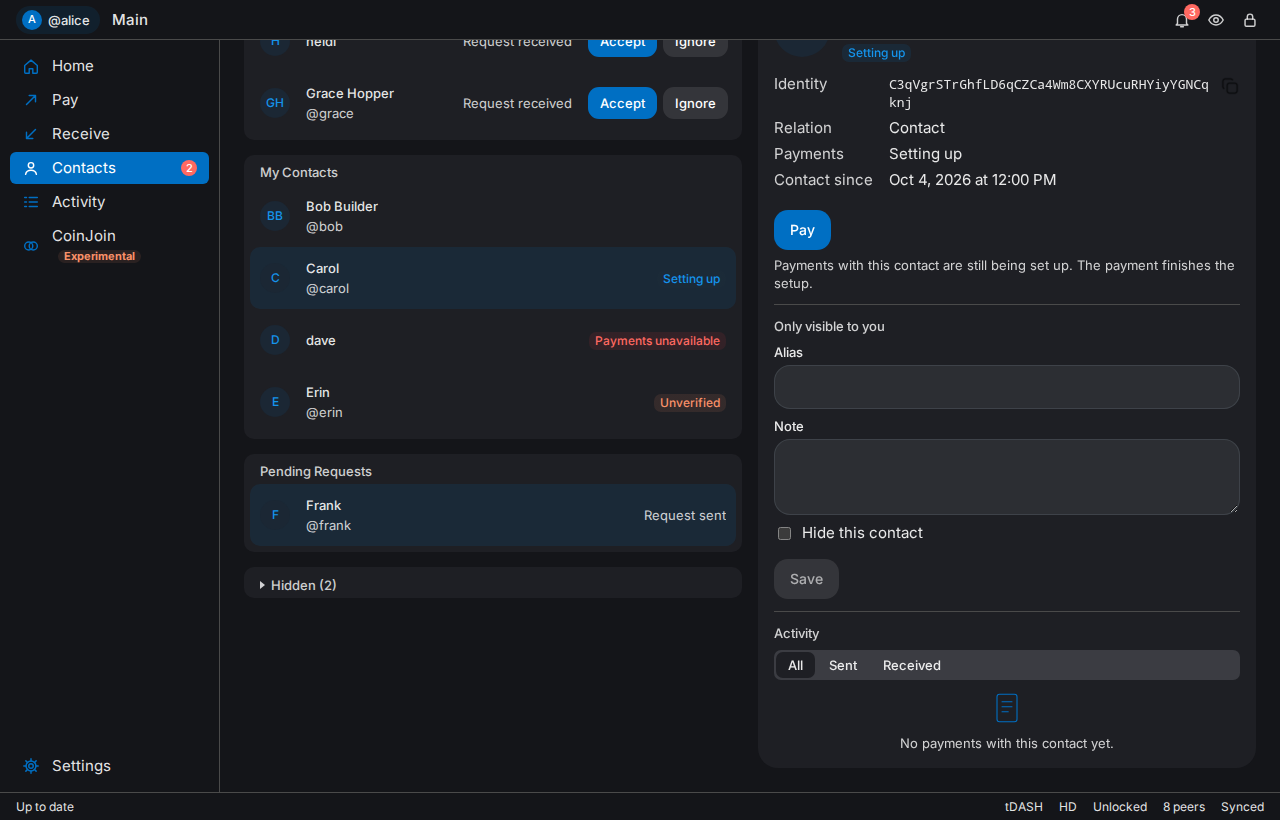 A @alice Main 3
Home
Pay
Receive
Contacts 2
Activity
CoinJoin
Experimental
Settings
H heidi Request received Accept Ignore
GH Grace Hopper
@grace
Request received Accept Ignore
My Contacts
BB Bob Builder
@bob
C Carol
@carol
Setting up
D dave Payments unavailable
E Erin
@erin
Unverified
Pending Requests
F Frank
@frank
Request sent
Hidden (2)
Setting up
Identity C3qVgrSTrGhfLD6qCZCa4Wm8CXYRUcuRHYiyYGNCq
knj
Relation Contact
Payments Setting up
Contact since Oct 4, 2026 at 12:00 PM
Pay
Payments with this contact are still being set up. The payment finishes the
setup.
Only visible to you
Alias
Note
Hide this contact
Save
Activity
All Sent Received
No payments with this contact yet.
Up to date tDASH HD Unlocked 8 peers Synced